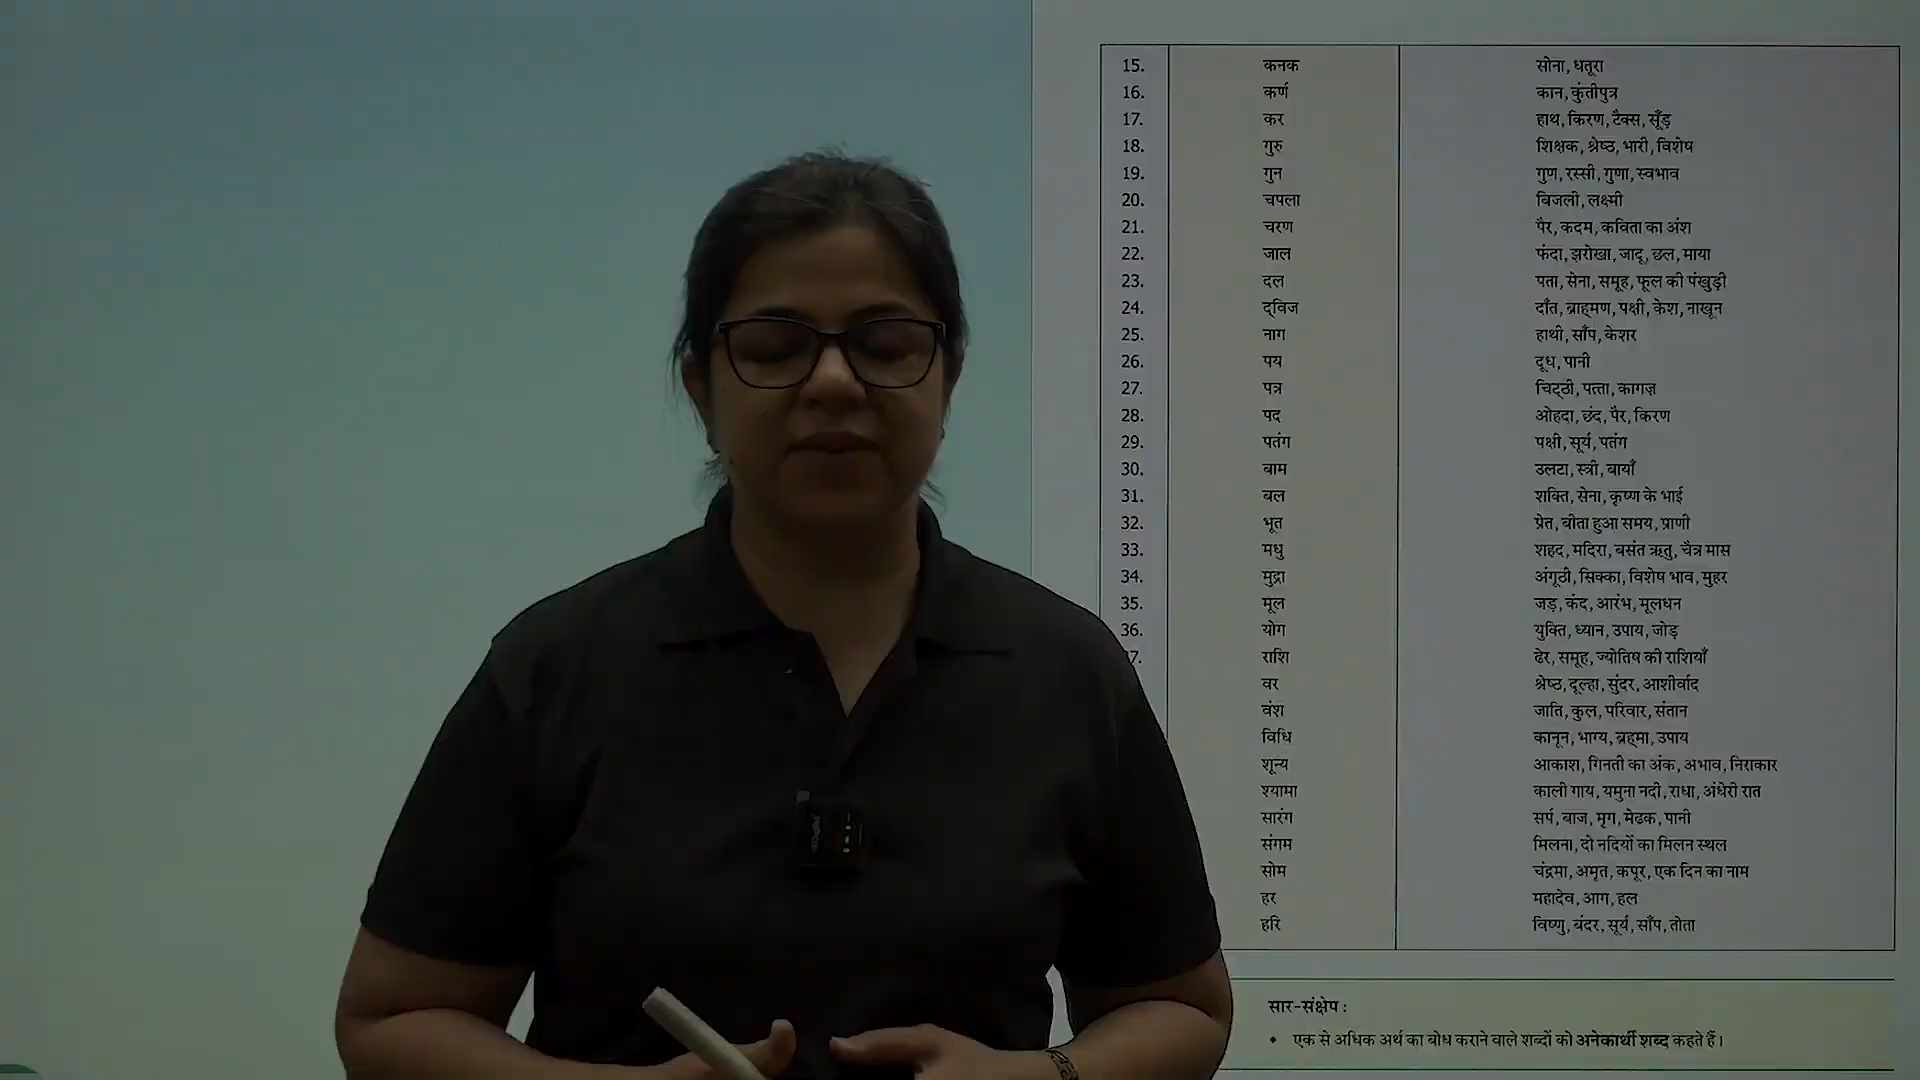 15. कनक सोना, धतूरा
16. कर्ण कान, कुंतीपुत्र
17. कर हाथ, किरण, टैक्स, सूँड़
18. गुरु शिक्षक, श्रेष्ठ, भारी, विशेष
19. गुन गुण, रस्सी, गुणा, स्वभाव
20. चपला बिजली, लक्ष्मी
21. चरण पैर, कदम, कविता का अंश
22. जाल फंदा, झरोखा, जादू, छल, माया
23. दल पता, सेना, समूह, फूल की पंखुड़ी
24. द्विज दाँत, ब्राह्मण, पक्षी, केश, नाखून
25. नाग हाथी, साँप, केशर
26. पय दूध, पानी
27. पत्र चिट्ठी, पत्ता, कागज़
28. पद ओहदा, छंद, पैर, किरण
29. पतंग पक्षी, सूर्य, पतंग
30. बाम उलटा, स्त्री, बायाँ
31. बल शक्ति, सेना, कृष्ण के भाई
32. भूत प्रेत, बीता हुआ समय, प्राणी
33. मधु शहद, मदिरा, बसंत ऋतु, चैत्र मास
34. मुद्रा अंगूठी, सिक्का, विशेष भाव, मुहर
35. मूल जड़, कंद, आरंभ, मूलधन
36. योग युक्ति, ध्यान, उपाय, जोड़
7. राशि ढेर, समूह, ज्योतिष की राशियाँ
वर श्रेष्ठ, दूल्हा, सुंदर, आशीर्वाद
वंश जाति, कुल, परिवार, संतान
विधि कानून, भाग्य, ब्रह्मा, उपाय
शून्य आकाश, गिनती का अंक, अभाव, निराकार
श्यामा काली गाय, यमुना नदी, राधा, अंधेरी रात
सारंग सर्प, बाज, मृग, मेढक, पानी
संगम मिलना, दो नदियों का मिलन स्थल
सोम चंद्रमा, अमृत, कपूर, एक दिन का नाम
हर महादेव, आग, हल
हरि विष्णु, बंदर, सूर्य, साँप, तोता
सार-संक्षेप :
• एक से अधिक अर्थ का बोध कराने वाले शब्दों को अनेकार्थी शब्द कहते हैं।